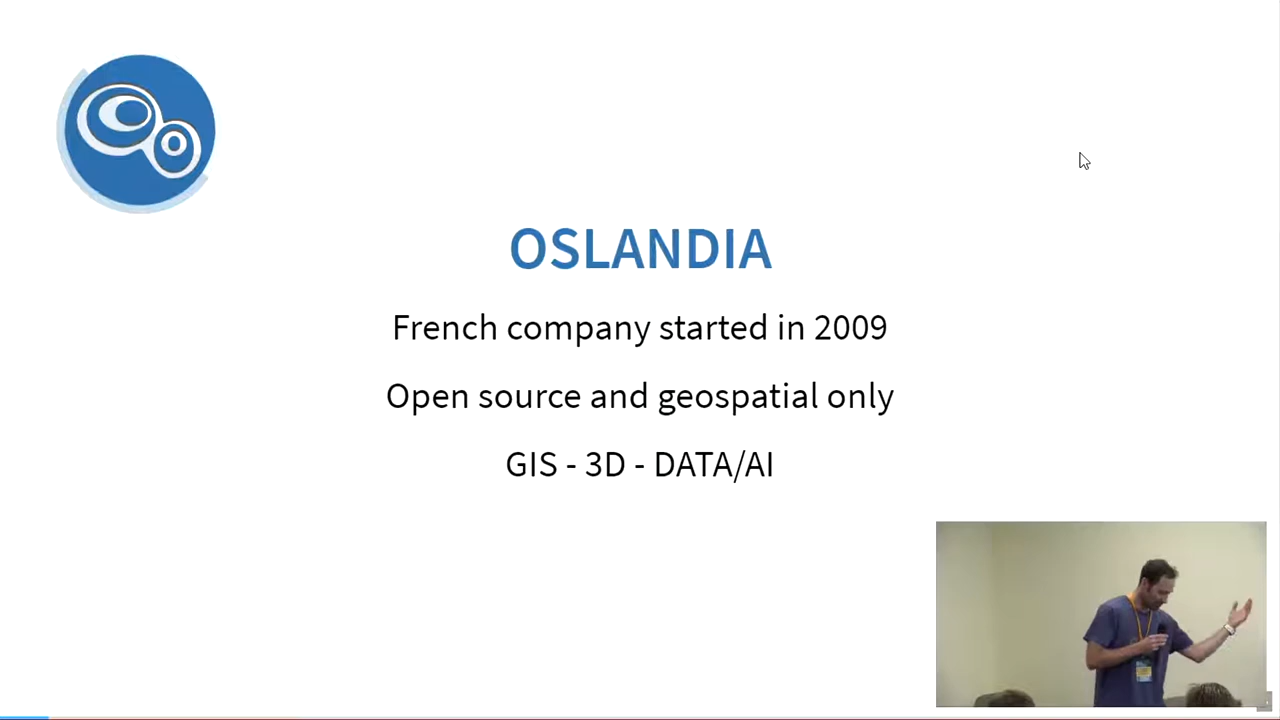 OSLANDIA
French company started in 2009
Open source and geospatial only
GIS - 3D - DATA/AI